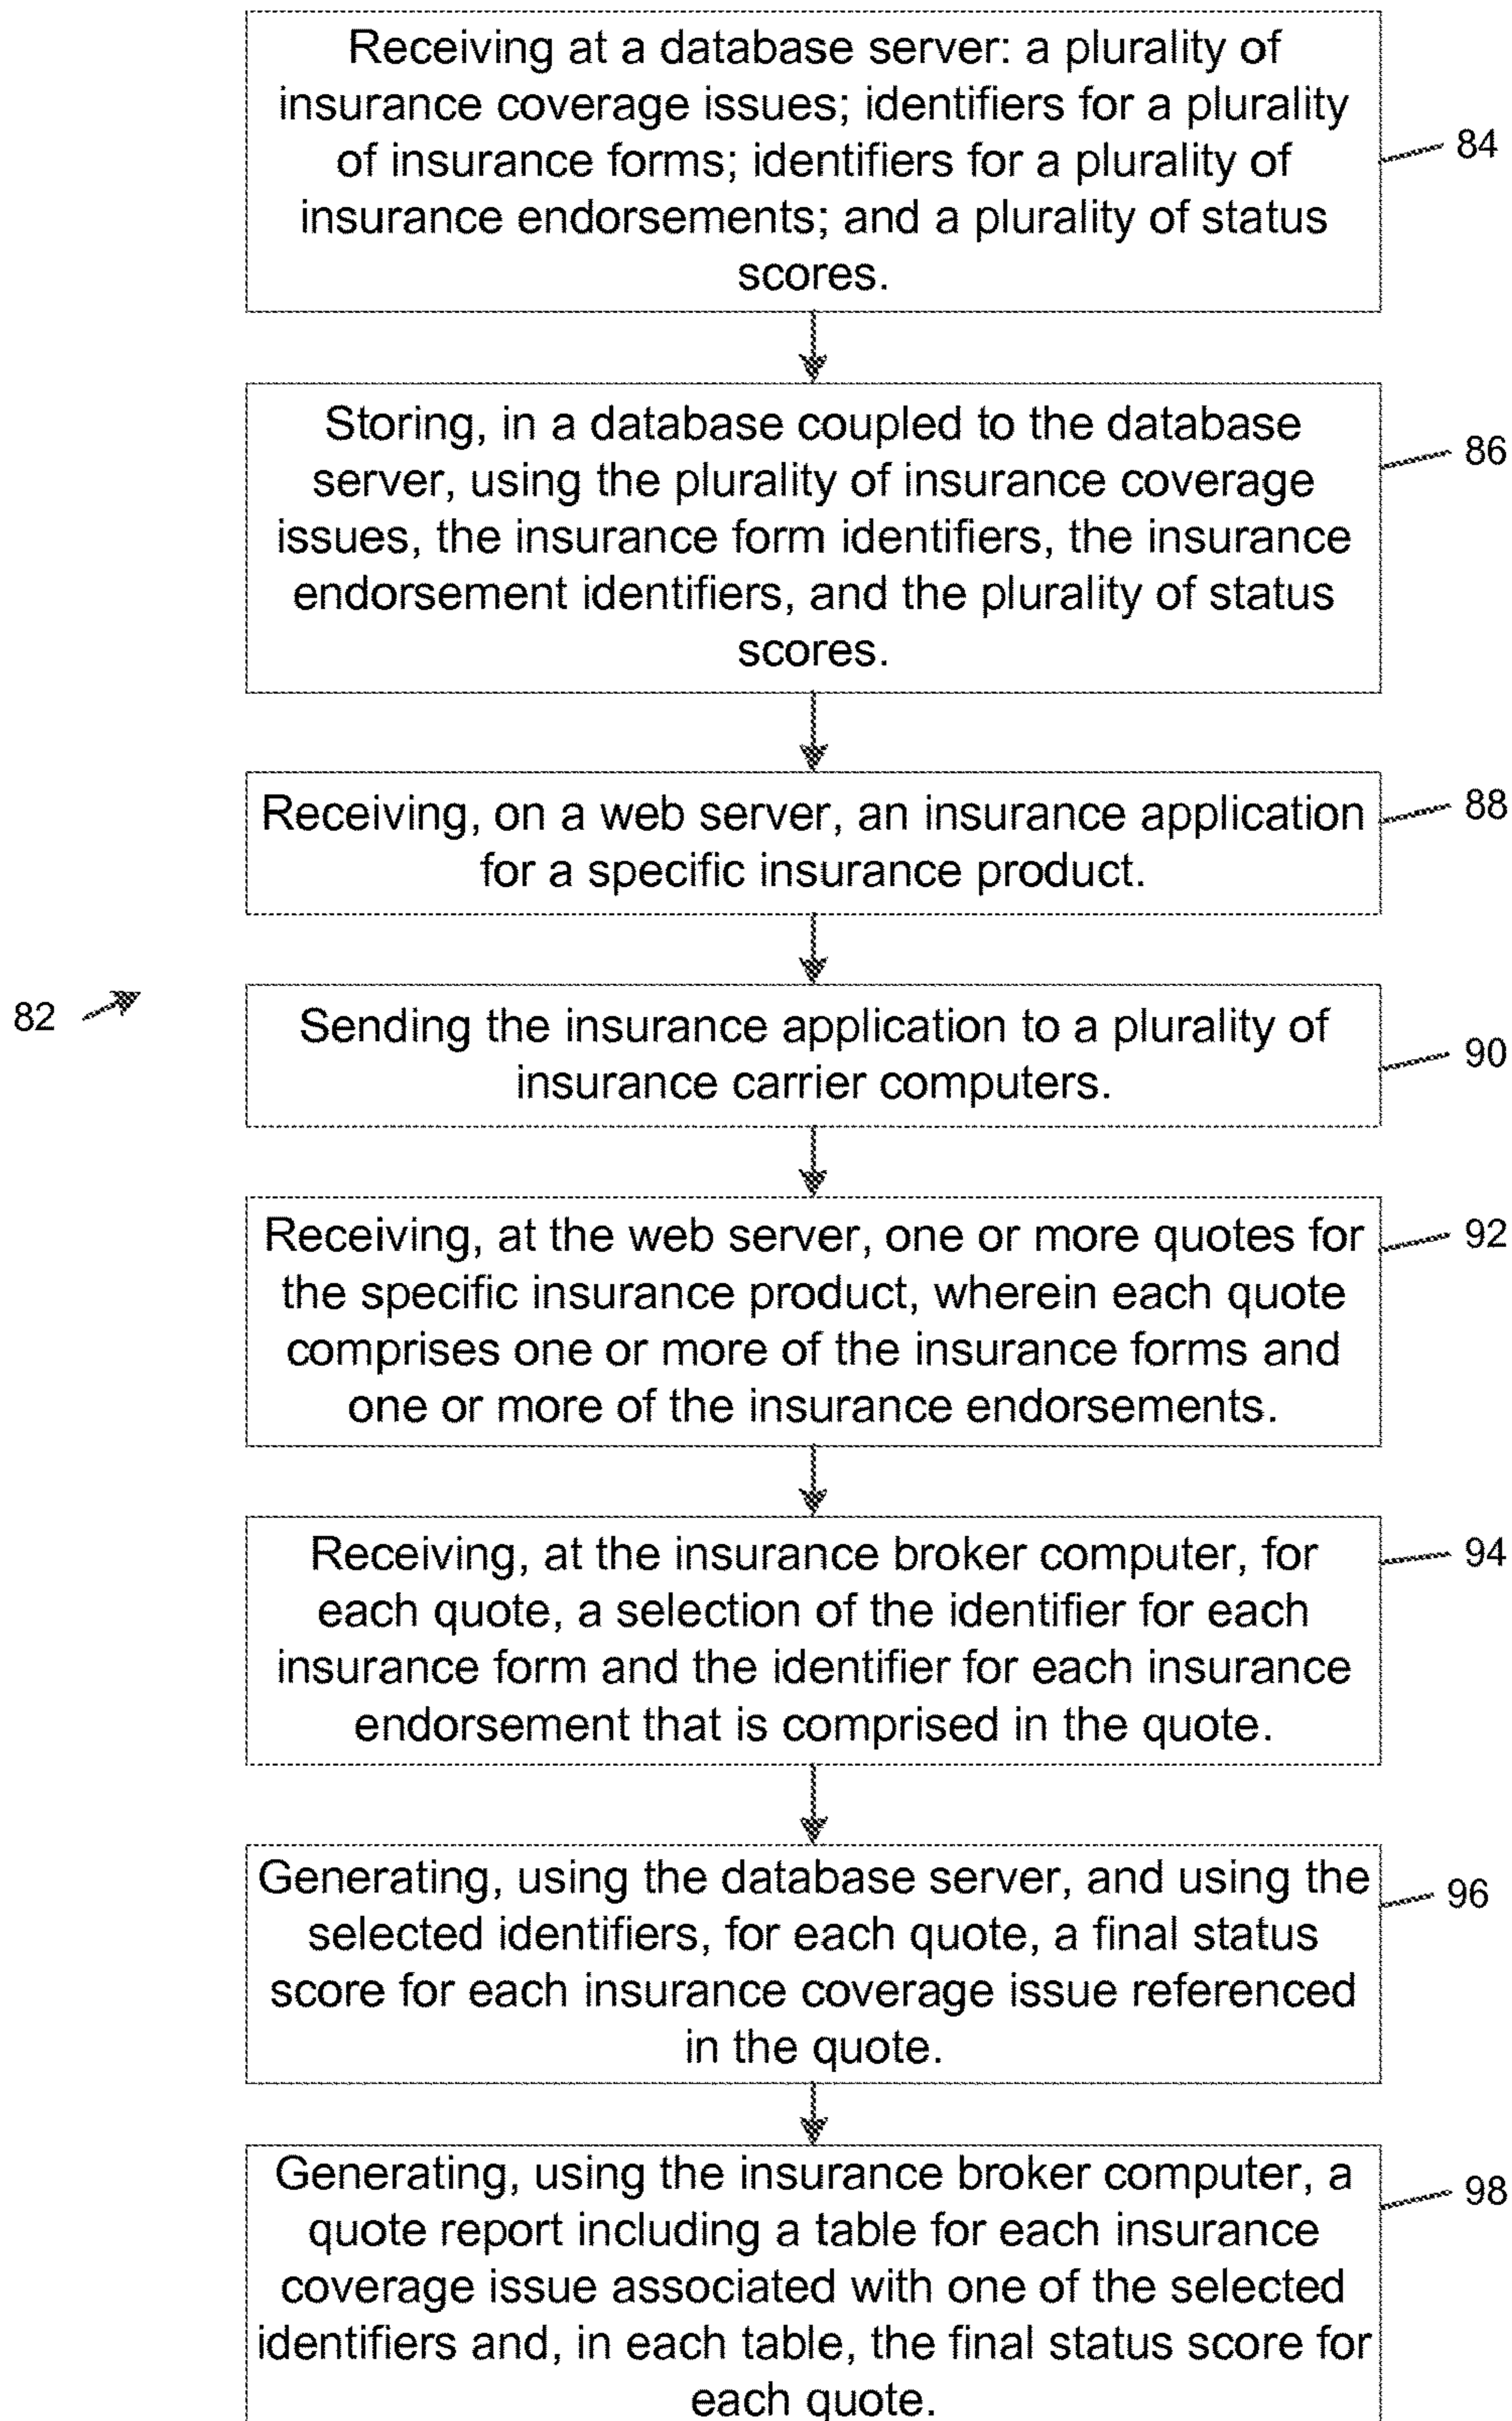 Receiving at a database server: a plurality of
insurance coverage issues; identifiers for a plurality
of insurance forms; identifiers for a plurality of
insurance endorsements; and a plurality of status
scores.
84
Storing, in a database coupled to the database
server, using the plurality of insurance coverage
issues, the insurance form identifiers, the insurance
endorsement identifiers, and the plurality of status
scores.
86
Receiving, on a web server, an insurance application
for a specific insurance product.
88
82
Sending the insurance application to a plurality of
insurance carrier computers.
90
Receiving, at the web server, one or more quotes for
the specific insurance product, wherein each quote
comprises one or more of the insurance forms and
one or more of the insurance endorsements.
92
Receiving, at the insurance broker computer, for
each quote, a selection of the identifier for each
insurance form and the identifier for each insurance
endorsement that is comprised in the quote.
94
Generating, using the database server, and using the
selected identifiers, for each quote, a final status
score for each insurance coverage issue referenced
in the quote.
96
Generating, using the insurance broker computer, a
quote report including a table for each insurance
coverage issue associated with one of the selected
identifiers and, in each table, the final status score for
each quote.
98